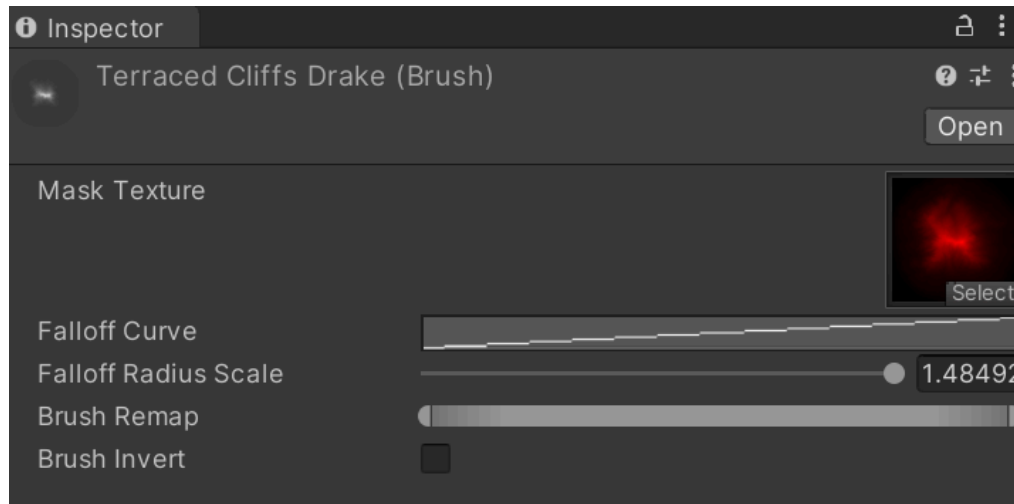 Inspector
Terraced Cliffs Drake (Brush)
Open
Mask Texture
Select
Falloff Curve
Falloff Radius Scale
1.48492
Brush Remap
Brush Invert